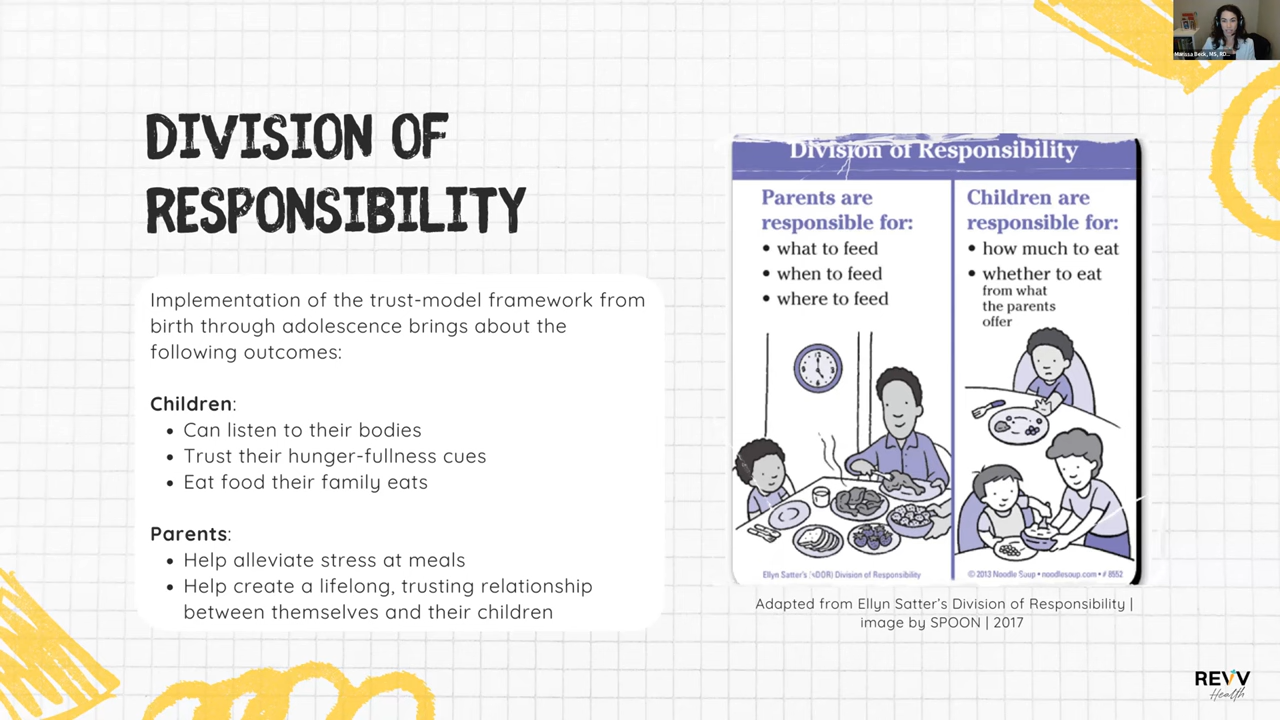 Marissa Beck, MS, RD...
DIVISION OF
RESPONSIBILITY
Implementation of the trust-model framework from
birth through adolescence brings about the
following outcomes:
Children:
• Can listen to their bodies
• Trust their hunger-fullness cues
• Eat food their family eats
Parents:
• Help alleviate stress at meals
• Help create a lifelong, trusting relationship
between themselves and their children
Division of Responsibility
Parents are
responsible for:
• what to feed
• when to feed
• where to feed
Children are
responsible for:
• how much to eat
• whether to eat
from what
the parents
offer
Ellyn Satter's (sDOR) Division of Responsibility
© 2013 Noodle Soup • noodlesoup.com • # 8552
Adapted from Ellyn Satter's Division of Responsibility |
image by SPOON | 2017
REVV
Health